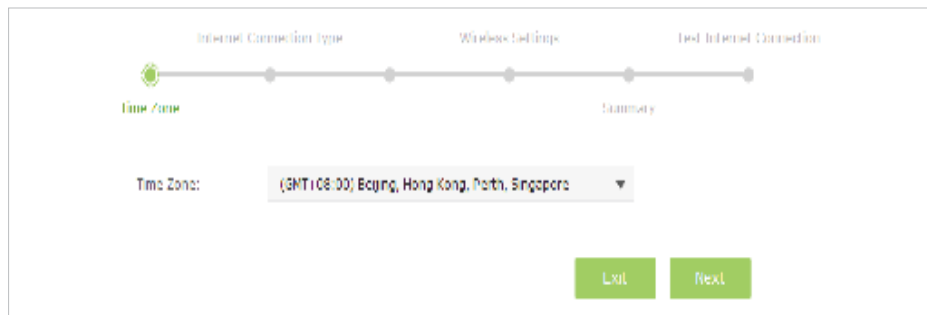 Internet Connection Type
Wireless Settings
Test Internet Connection
Time Zone
Summary
Time Zone:
(GMT+08:00) Beijing, Hong Kong, Perth, Singapore
Exit
Next